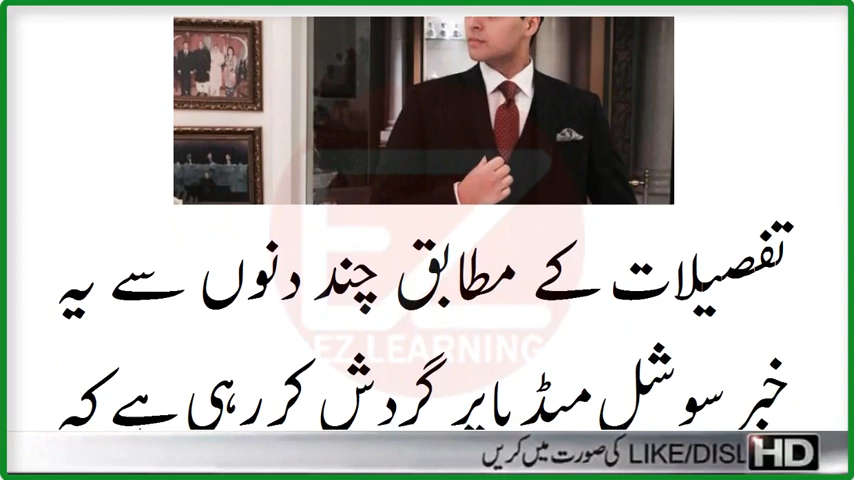 تفصیلات کے مطابق چند دنوں سے یہ
خبر سوشل میڈیا پر گردش کر رہی ہے کہ
EZ
EZ LEARNING
LIKE/DISL کی صورت میں کریں
HD